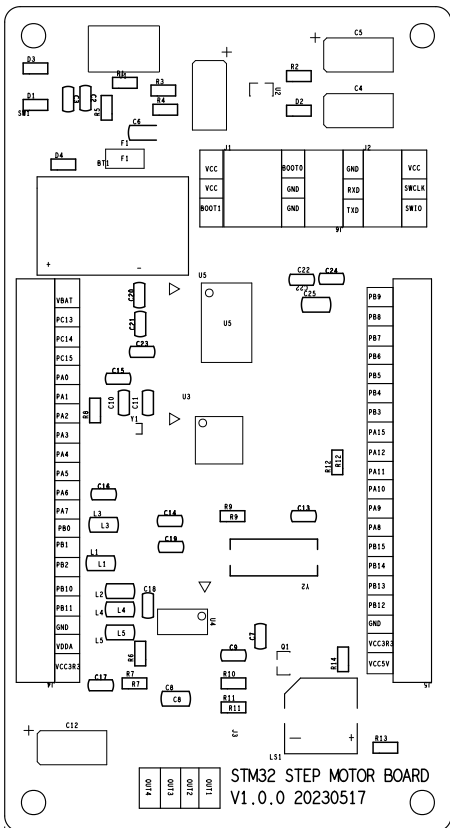 C5
D3
R1
R2
R3
C4
D1
R4
U2
D2
SW1
C3
C2
R5
C6
F1
F1
BT1
D4
J1
J2
VCC
BOOT0
GND
VCC
VCC
GND
RXD
SWCLK
BOOT1
GND
TXD
SWIO
J6
+
-
U5
U5
C22
C22
C24
C25
C20
C21
C23
C15
C10
C11
R8
Y1
U3
VBAT
PC13
PC14
PC15
PA0
PA1
PA2
PA3
PA4
PA5
PA6
PA7
PB0
PB1
PB2
PB10
PB11
GND
VDDA
VCC3R3
J4
PB9
PB8
PB7
PB6
PB5
PB4
PB3
PA15
PA12
PA11
PA10
PA9
PA8
PB15
PB14
PB13
PB12
GND
VCC3R3
VCC5V
J5
R12
R12
C16
L3
L3
C14
R9
R9
C13
C19
L1
L1
Y2
L2
C18
L4
L4
U4
L5
L5
R6
C7
C9
Q1
R14
C17
R7
R7
C8
C8
R10
R11
R11
J3
LS1
-
+
R13
C12
OUT4
OUT3
OUT2
OUT1
STM32 STEP MOTOR BOARD
V1.0.0 20230517